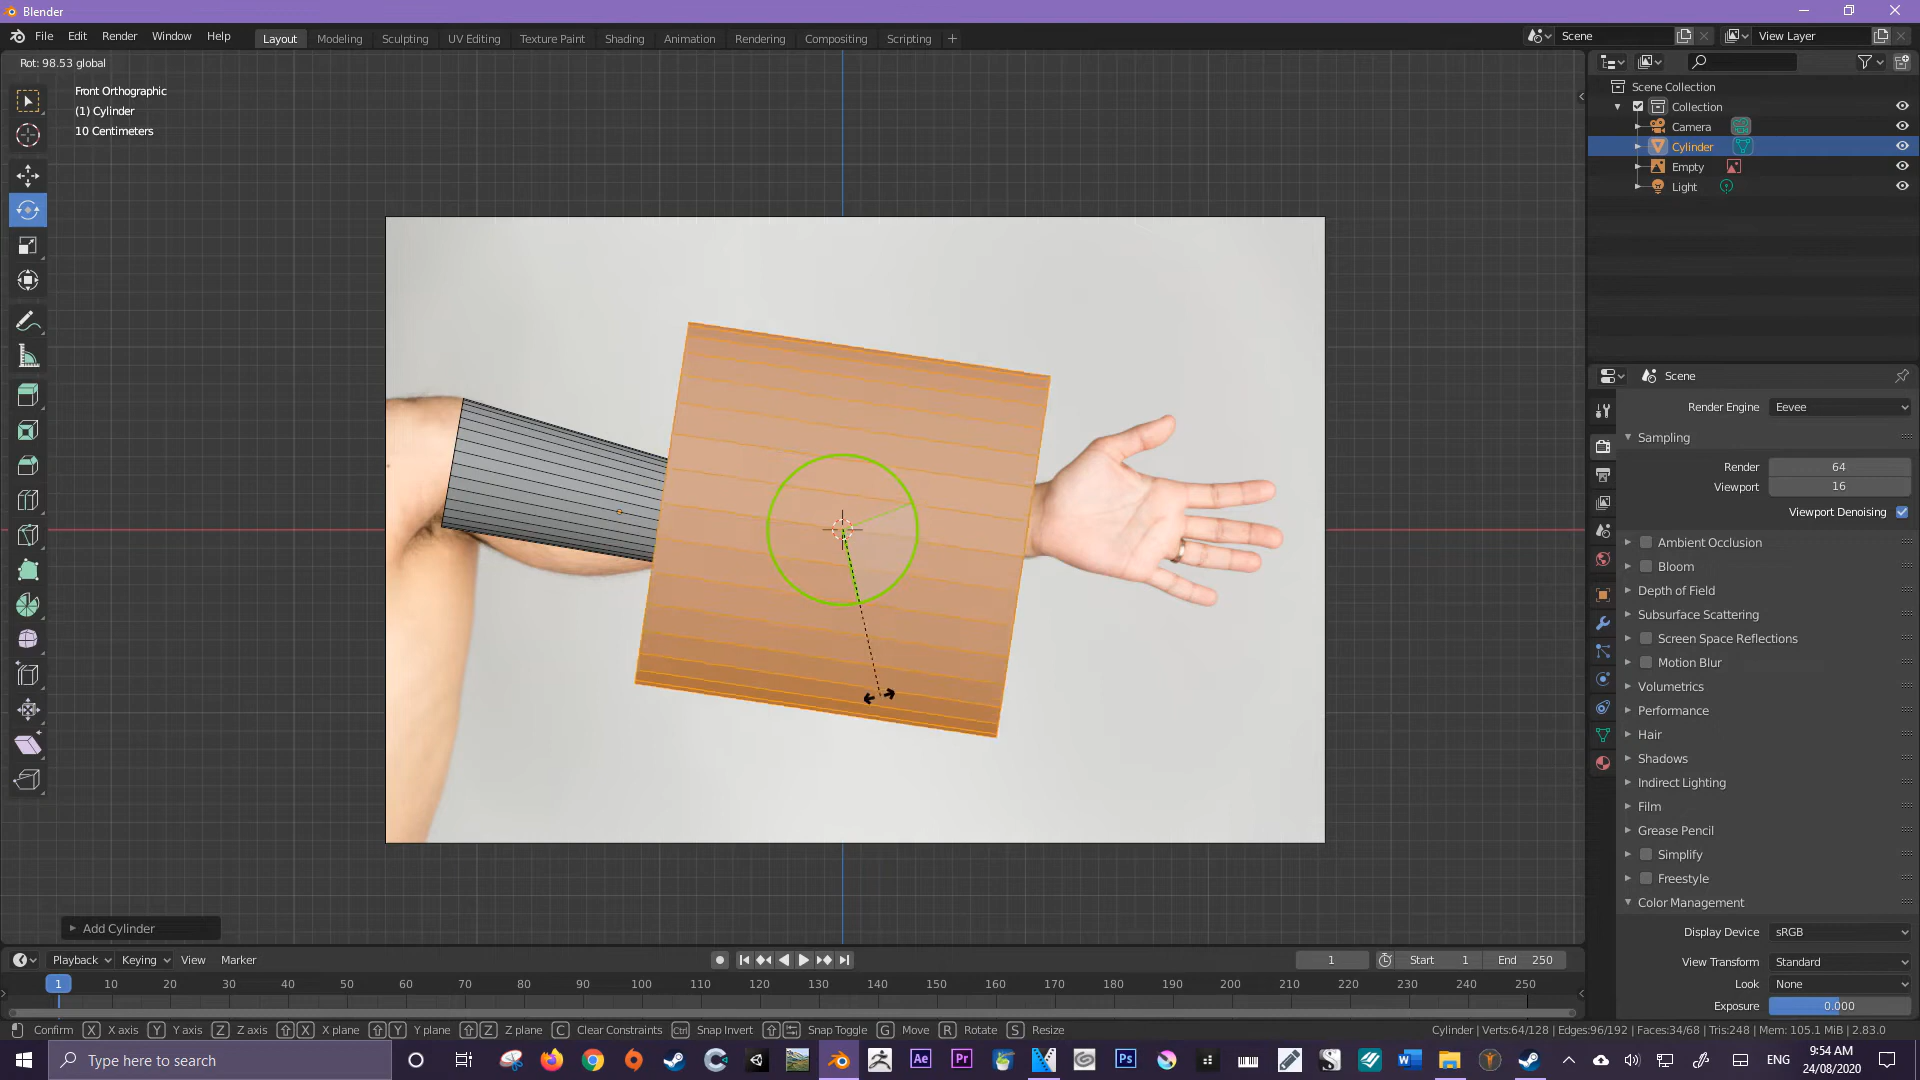 Blender
File Edit Render Window Help
Layout Modeling Sculpting UV Editing Texture Paint Shading Animation Rendering Compositing Scripting +
Scene View Layer
Rot: 98.53 global
Front Orthographic
(1) Cylinder
10 Centimeters
Scene Collection
Collection
Camera
Cylinder
Empty
Light
Scene
Render Engine Eevee
Sampling
Render 64
Viewport 16
Viewport Denoising
Ambient Occlusion
Bloom
Depth of Field
Subsurface Scattering
Screen Space Reflections
Motion Blur
Volumetrics
Performance
Hair
Shadows
Indirect Lighting
Film
Grease Pencil
Simplify
Freestyle
Color Management
Display Device sRGB
View Transform Standard
Look None
Exposure 0.000
Add Cylinder
Playback Keying View Marker 1 Start 1 End 250
1 10 20 30 40 50 60 70 80 90 100 110 120 130 140 150 160 170 180 190 200 210 220 230 240 250
Confirm X X axis Y Y axis Z Z axis X X plane Y Y plane Z Z plane C Clear Constraints Ctrl Snap Invert Snap Toggle G Move R Rotate S Resize Cylinder | Verts:64/128 | Edges:96/192 | Faces:34/68 | Tris:248 | Mem: 105.1 MiB | 2.83.0
Type here to search Ae Pr Ps ENG 9:54 AM
24/08/2020